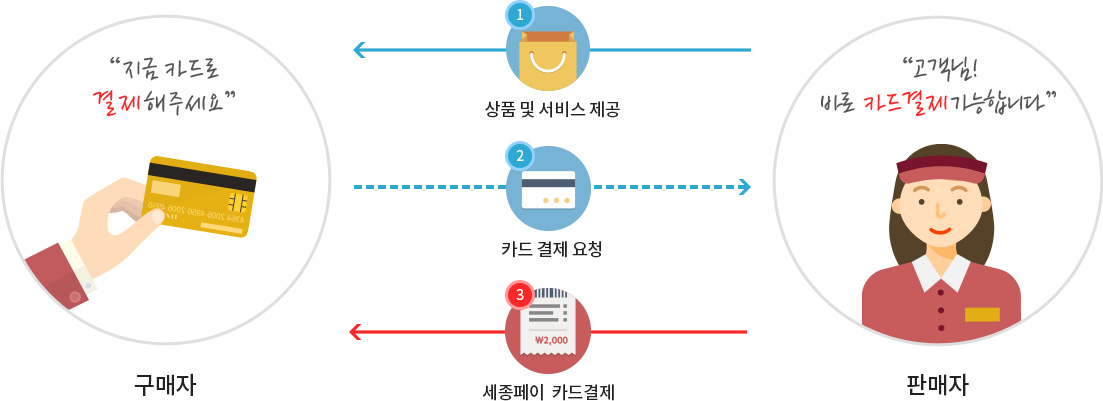 “지금 카드로
결제해주세요”
구매자
1
상품 및 서비스 제공
2
카드 결제 요청
3
₩2,000
세종페이 카드결제
“고객님!
바로 카드결제 가능합니다”
판매자